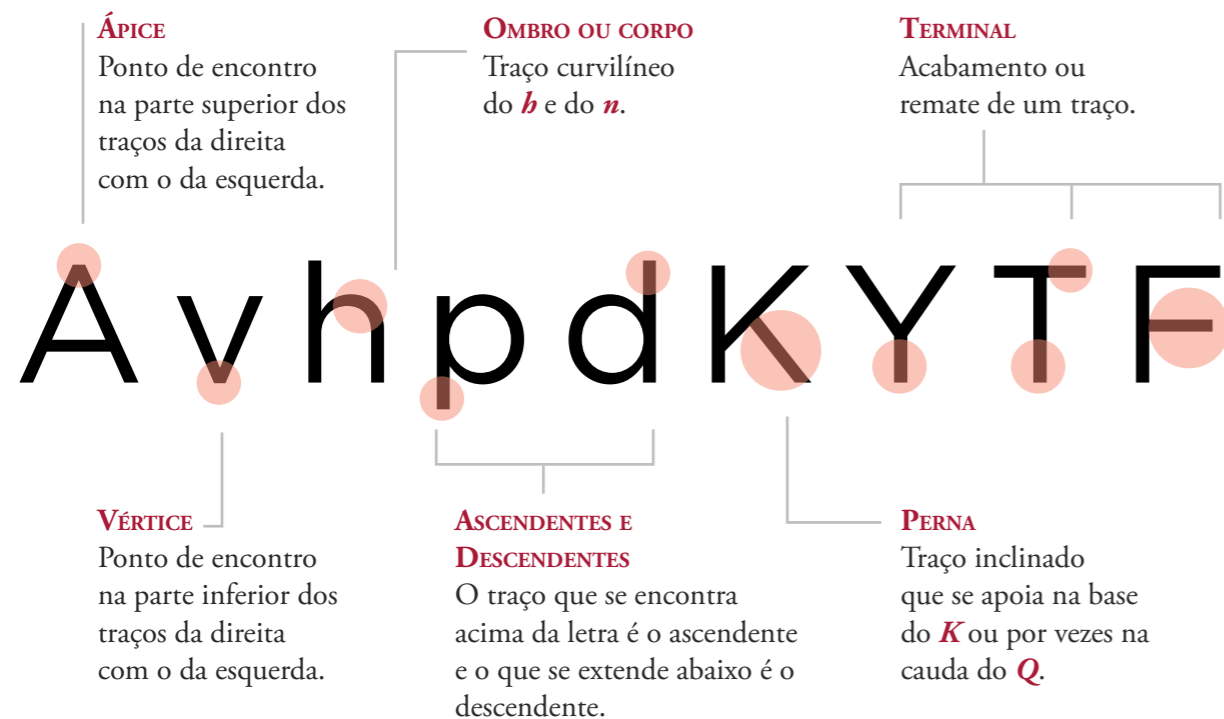 Ápice
Ponto de encontro
na parte superior dos
traços da direita
com o da esquerda.
Ombro ou corpo
Traço curvilíneo
do h e do n.
Terminal
Acabamento ou
remate de um traço.
A v h p d K Y T F
Vértice
Ponto de encontro
na parte inferior dos
traços da direita
com o da esquerda.
Ascendentes e
Descendentes
O traço que se encontra
acima da letra é o ascendente
e o que se extende abaixo é o
descendente.
Perna
Traço inclinado
que se apoia na base
do K ou por vezes na
cauda do Q.